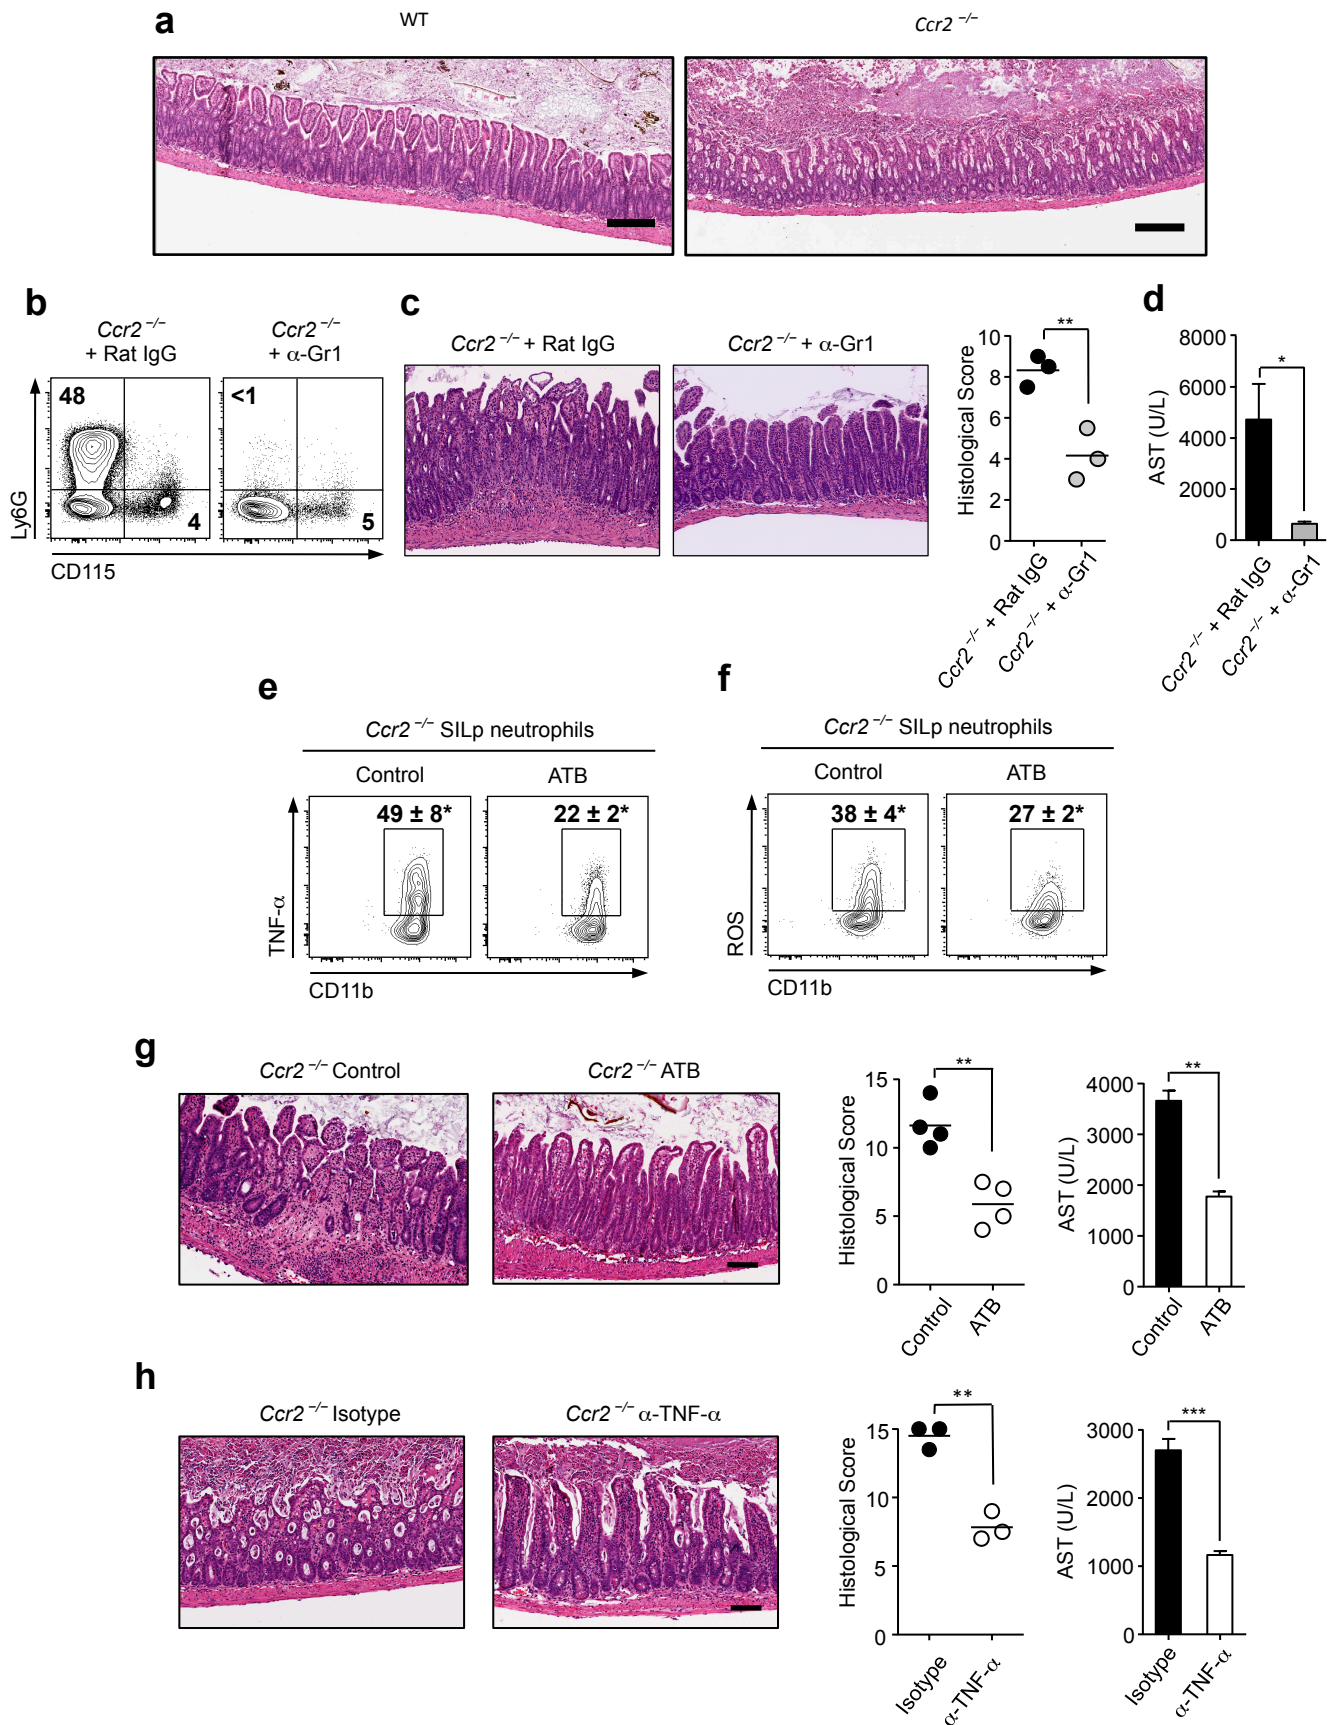 a
WT
Ccr2 −/−
b
Ccr2 −/−
+ Rat IgG
Ccr2 −/−
+ α-Gr1
48
4
<1
5
Ly6G
CD115
c
Ccr2 −/− + Rat IgG
Ccr2 −/− + α-Gr1
Histological Score
10
8
6
4
2
0
**
Ccr2 −/− + Rat IgG
Ccr2 −/− + α-Gr1
d
AST (U/L)
8000
6000
4000
2000
0
*
Ccr2 −/− + Rat IgG
Ccr2 −/− + α-Gr1
e
Ccr2 −/− SILp neutrophils
Control
ATB
49 ± 8*
22 ± 2*
TNF-α
CD11b
f
Ccr2 −/− SILp neutrophils
Control
ATB
38 ± 4*
27 ± 2*
ROS
CD11b
g
Ccr2 −/− Control
Ccr2 −/− ATB
Histological Score
15
10
5
0
**
Control
ATB
AST (U/L)
4000
3000
2000
1000
0
**
Control
ATB
h
Ccr2 −/− Isotype
Ccr2 −/− α-TNF-α
Histological Score
15
10
5
0
**
Isotype
α-TNF-α
AST (U/L)
3000
2000
1000
0
***
Isotype
α-TNF-α